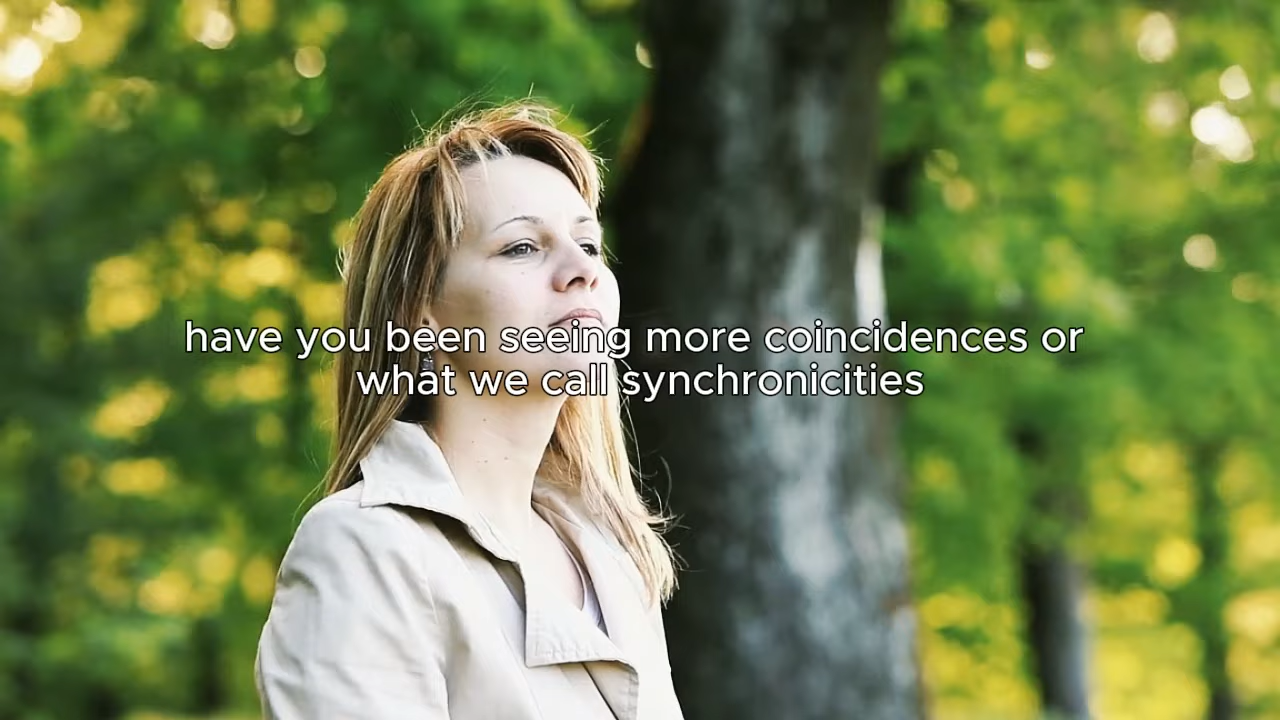 have you been seeing more coincidences or
what we call synchronicities